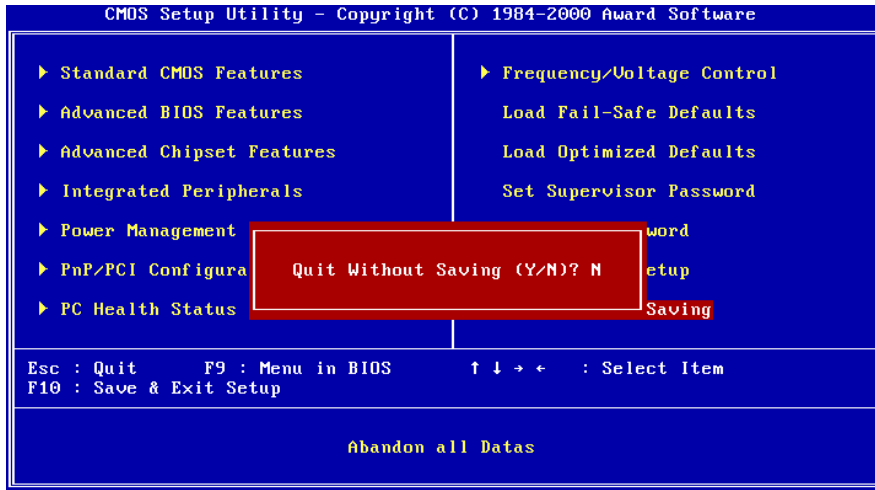 CMOS Setup Utility - Copyright (C) 1984-2000 Award Software
Standard CMOS Features
Advanced BIOS Features
Advanced Chipset Features
Integrated Peripherals
Power Management
PnP/PCI Configura
PC Health Status
Frequency/Voltage Control
Load Fail-Safe Defaults
Load Optimized Defaults
Set Supervisor Password
word
etup
Saving
Quit Without Saving (Y/N)? N
Esc : Quit F9 : Menu in BIOS ↑ ↓ → ← : Select Item
F10 : Save & Exit Setup
Abandon all Datas